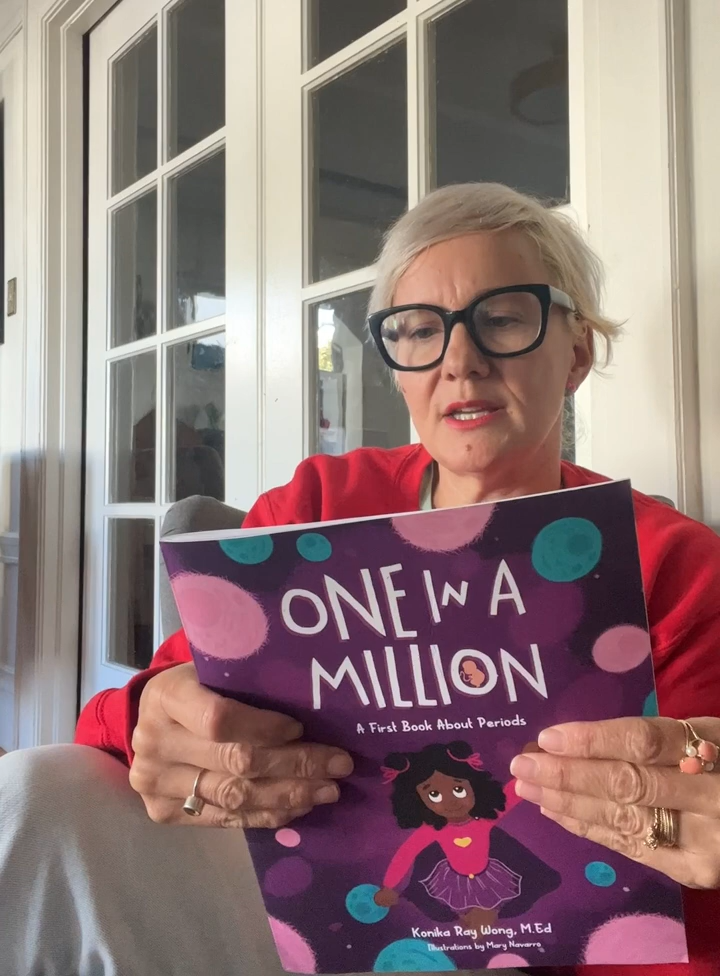 ONE IN A
MILLION
A First Book About Periods
Konika Ray Wong, M.Ed
Illustrations by Mary Navarro